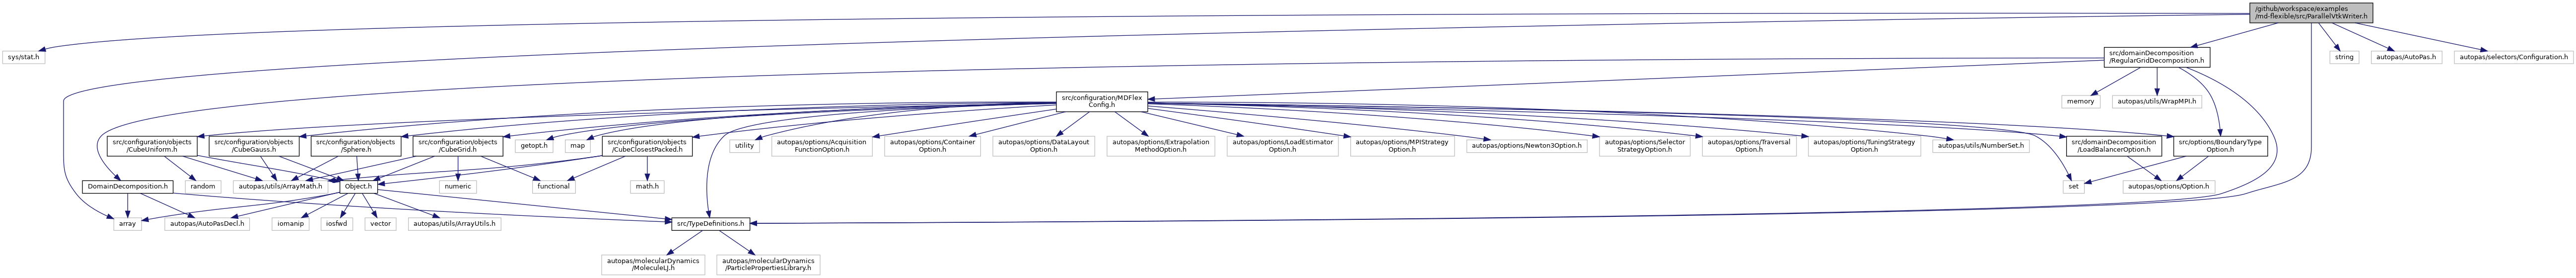 /github/workspace/examples
/md-flexible/src/ParallelVtkWriter.h
sys/stat.h
src/domainDecomposition
/RegularGridDecomposition.h
string
autopas/AutoPas.h
autopas/selectors/Configuration.h
src/configuration/MDFlex
Config.h
memory
autopas/utils/WrapMPI.h
src/configuration/objects
/CubeUniform.h
src/configuration/objects
/CubeGauss.h
src/configuration/objects
/Sphere.h
src/configuration/objects
/CubeGrid.h
getopt.h
map
src/configuration/objects
/CubeClosestPacked.h
utility
autopas/options/Acquisition
FunctionOption.h
autopas/options/Container
Option.h
autopas/options/DataLayout
Option.h
autopas/options/Extrapolation
MethodOption.h
autopas/options/LoadEstimator
Option.h
autopas/options/MPIStrategy
Option.h
autopas/options/Newton3Option.h
autopas/options/Selector
StrategyOption.h
autopas/options/Traversal
Option.h
autopas/options/TuningStrategy
Option.h
autopas/utils/NumberSet.h
src/domainDecomposition
/LoadBalancerOption.h
src/options/BoundaryType
Option.h
DomainDecomposition.h
random
autopas/utils/ArrayMath.h
Object.h
numeric
functional
math.h
set
autopas/options/Option.h
array
autopas/AutoPasDecl.h
iomanip
iosfwd
vector
autopas/utils/ArrayUtils.h
src/TypeDefinitions.h
autopas/molecularDynamics
/MoleculeLJ.h
autopas/molecularDynamics
/ParticlePropertiesLibrary.h